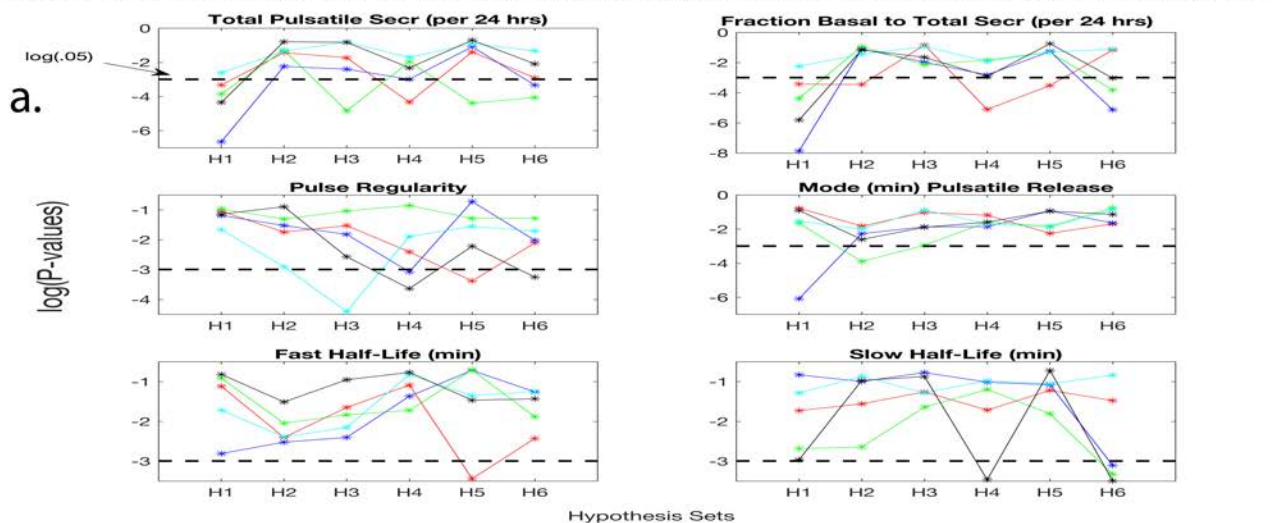 Total Pulsatile Secr (per 24 hrs)
Fraction Basal to Total Secr (per 24 hrs)
log(.05)
a.
0
-2
-4
-6
H1 H2 H3 H4 H5 H6
0
-2
-4
-6
-8
H1 H2 H3 H4 H5 H6
log(P-values)
Pulse Regularity
-1
-2
-3
-4
H1 H2 H3 H4 H5 H6
Mode (min) Pulsatile Release
0
-2
-4
-6
H1 H2 H3 H4 H5 H6
Fast Half-Life (min)
-1
-2
-3
H1 H2 H3 H4 H5 H6
Slow Half-Life (min)
-1
-2
-3
H1 H2 H3 H4 H5 H6
Hypothesis Sets